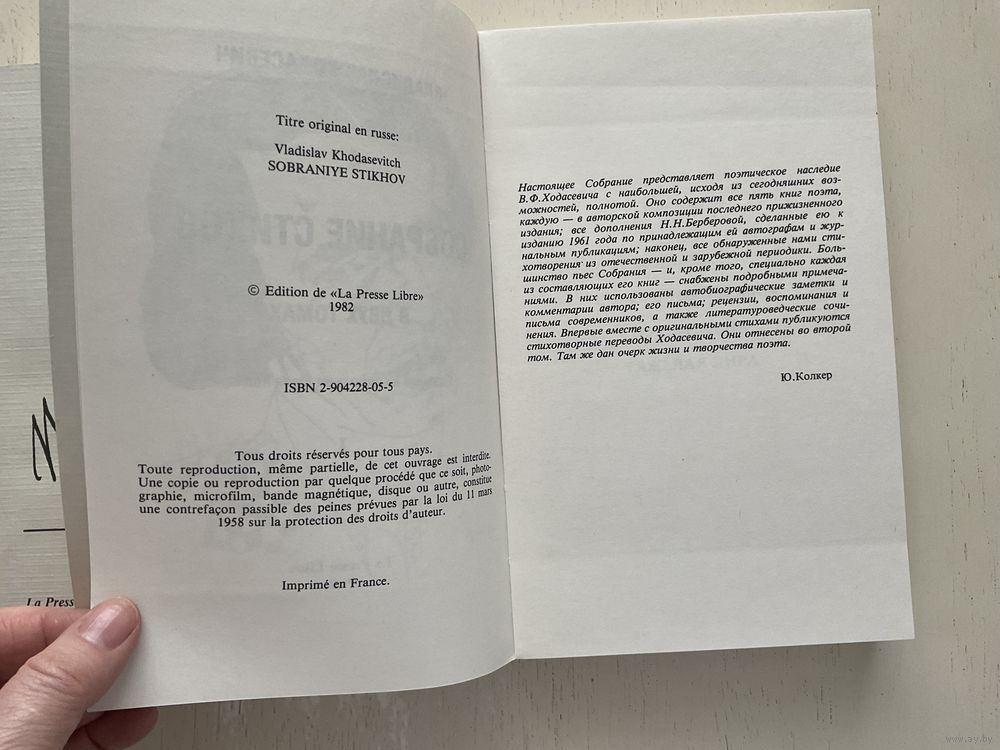 Titre original en russe:
Vladislav Khodasevitch
SOBRANIYE STIKHOV
© Edition de «La Presse Libre»
1982
ISBN 2-904228-05-5
Tous droits réservés pour tous pays.
Toute reproduction, même partielle, de cet ouvrage est interdite.
Une copie ou reproduction par quelque procédé que ce soit, photo-
graphie, microfilm, bande magnétique, disque ou autre, constitue
une contrefaçon passible des peines prévues par la loi du 11 mars
1958 sur la protection des droits d'auteur.
Imprimé en France.
La Press
Настоящее Собрание представляет поэтическое наследие
В.Ф.Ходасевича с наибольшей, исходя из сегодняшних воз-
можностей, полнотой. Оно содержит все пять книг поэта,
каждую — в авторской композиции последнего прижизненного
издания; все дополнения Н.Н.Берберовой, сделанные ею к
изданию 1961 года по принадлежащим ей автографам и жур-
нальным публикациям; наконец, все обнаруженные нами сти-
хотворения из отечественной и зарубежной периодики. Боль-
шинство пьес Собрания — и, кроме того, специально каждая
из составляющих его книг — снабжены подробными примеча-
ниями. В них использованы автобиографические заметки и
комментарии автора; его письма; рецензии, воспоминания и
письма современников, а также литературоведческие сочи-
нения. Впервые вместе с оригинальными стихами публикуются
стихотворные переводы Ходасевича. Они отнесены во второй
том. Там же дан очерк жизни и творчества поэта.
Ю.Колкер
www.ay.by